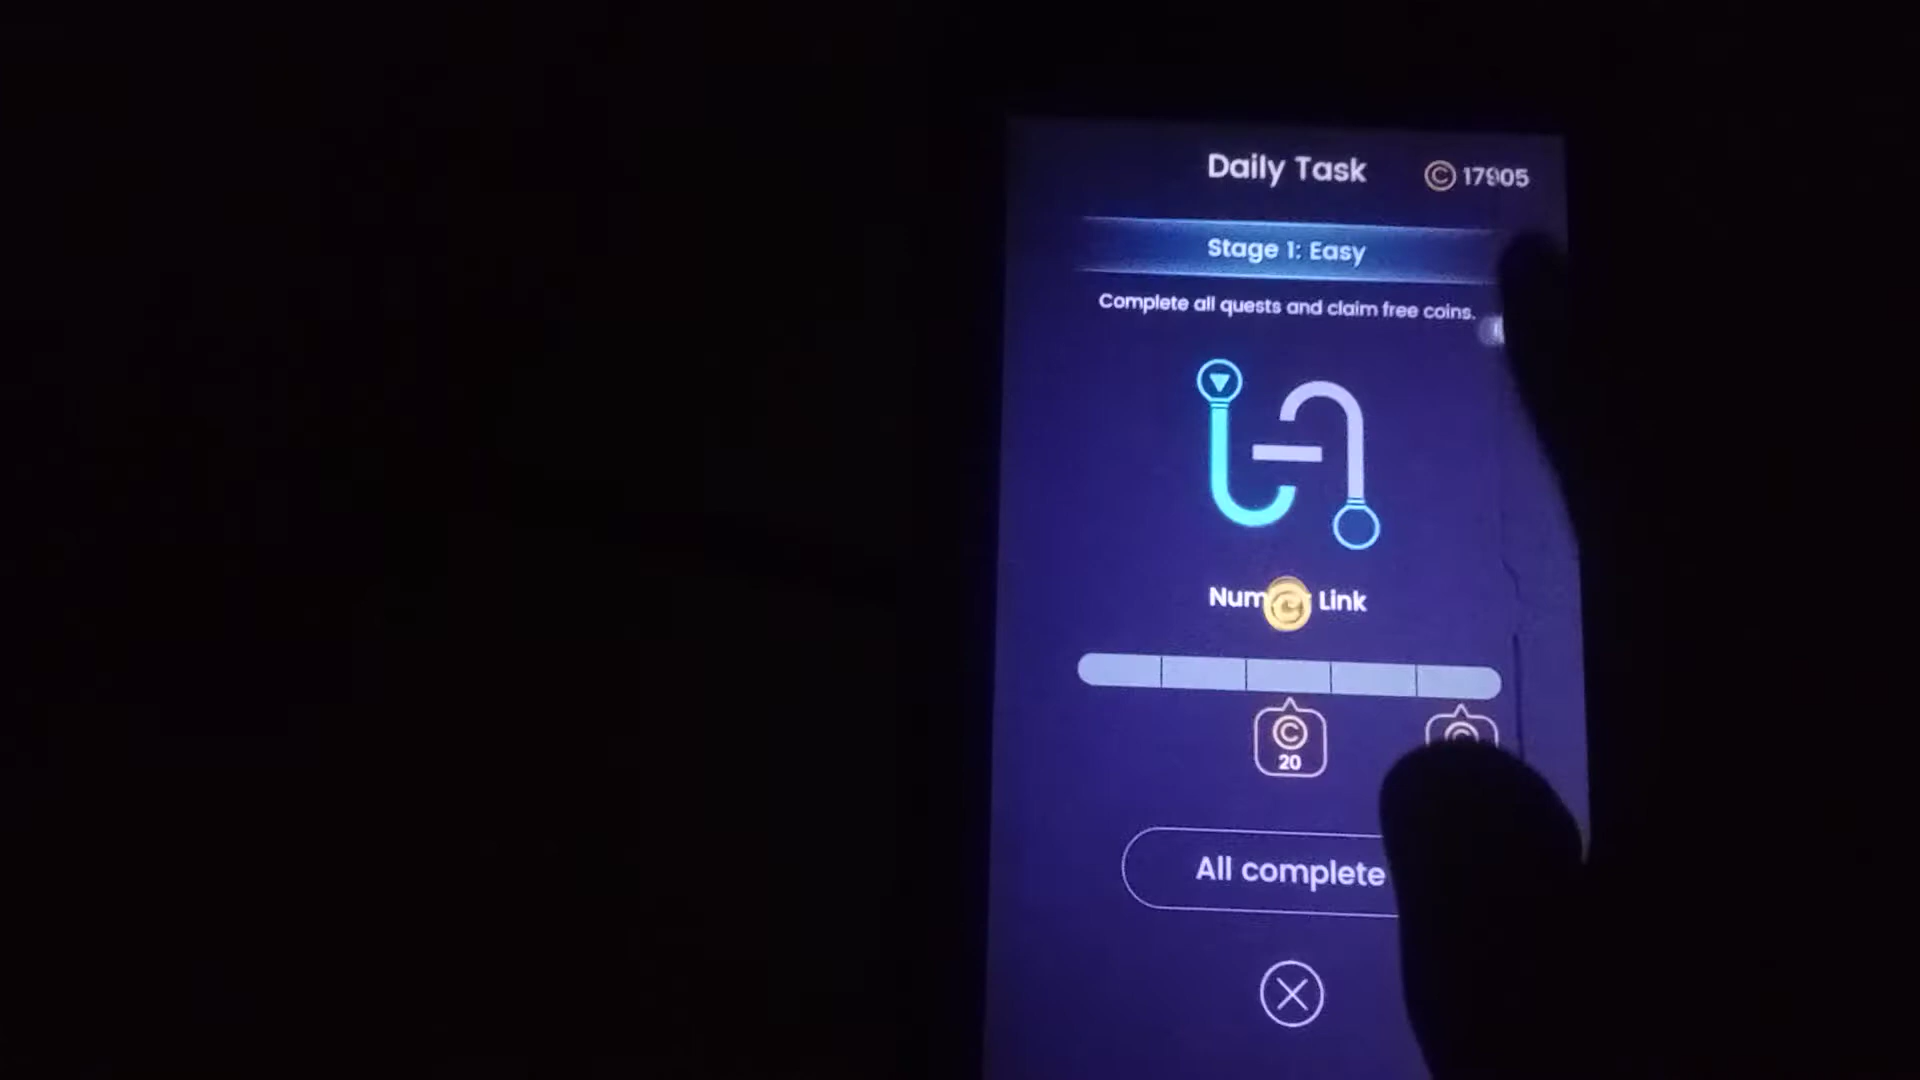 Daily Task
© 17905
Stage 1: Easy
Complete all quests and claim free coins.
Link
20
All complete